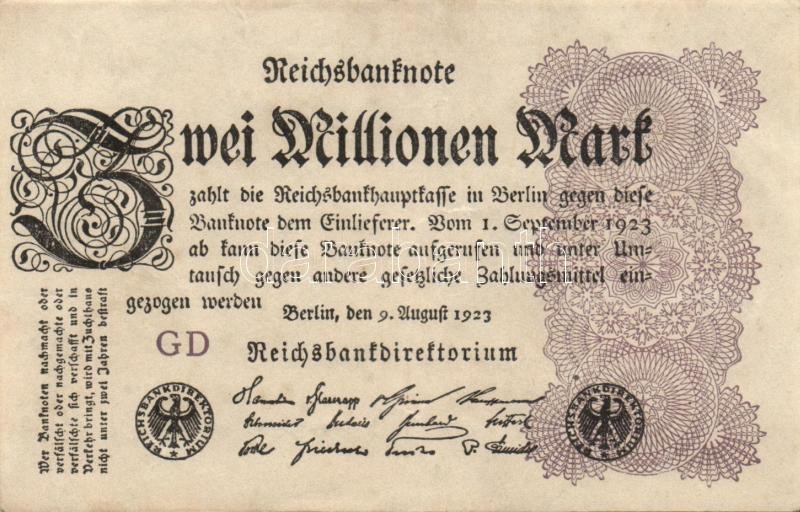 Reichsbanknote
Zwei Millionen Mark
zahlt die Reichsbankhauptkasse in Berlin gegen diese
Banknote dem Einlieferer. Vom 1. September 1923
ab kann diese Banknote aufgerufen und unter Um-
tausch gegen andere gesetzliche Zahlungsmittel ein-
gezogen werden
Berlin, den 9. August 1923
GD
Reichsbankdirektorium
REICHSBANKDIREKTORIUM
REICHSBANKDIREKTORIUM
Wer Banknoten nachmacht oder
verfälscht oder nachgemachte oder
verfälschte sich verschafft und in
Verkehr bringt, wird mit Zuchthaus
nicht unter zwei Jahren bestraft